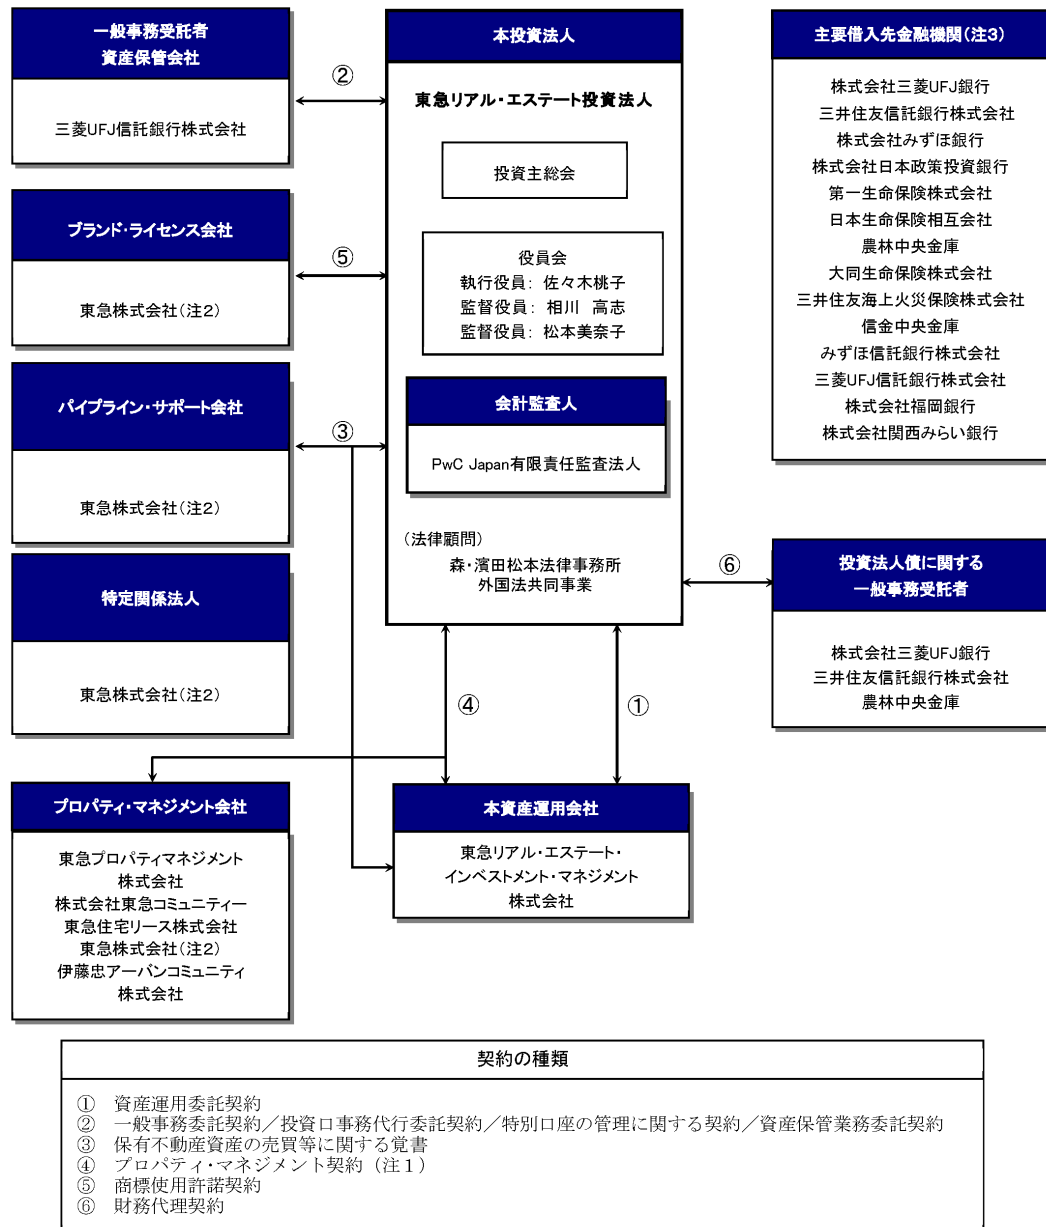 一般事務受託者
資産保管会社
三菱UFJ信託銀行株式会社
②
ブランド・ライセンス会社
東急株式会社(注2)
⑤
パイプライン・サポート会社
東急株式会社(注2)
③
特定関係法人
東急株式会社(注2)
本投資法人
東急リアル・エステート投資法人
投資主総会
役員会
執行役員: 佐々木桃子
監督役員: 相川 高志
監督役員: 松本美奈子
会計監査人
PwC Japan有限責任監査法人
(法律顧問)
森・濱田松本法律事務所
外国法共同事業
主要借入先金融機関(注3)
株式会社三菱UFJ銀行
三井住友信託銀行株式会社
株式会社みずほ銀行
株式会社日本政策投資銀行
第一生命保険株式会社
日本生命保険相互会社
農林中央金庫
大同生命保険株式会社
三井住友海上火災保険株式会社
信金中央金庫
みずほ信託銀行株式会社
三菱UFJ信託銀行株式会社
株式会社福岡銀行
株式会社関西みらい銀行
⑥
投資法人債に関する
一般事務受託者
株式会社三菱UFJ銀行
三井住友信託銀行株式会社
農林中央金庫
④
①
プロパティ・マネジメント会社
東急プロパティマネジメント
株式会社
株式会社東急コミュニティー
東急住宅リース株式会社
東急株式会社(注2)
伊藤忠アーバンコミュニティ
株式会社
本資産運用会社
東急リアル・エステート・
インベストメント・マネジメント
株式会社
契約の種類
① 資産運用委託契約
② 一般事務委託契約/投資口事務代行委託契約/特別口座の管理に関する契約/資産保管業務委託契約
③ 保有不動産資産の売買等に関する覚書
④ プロパティ・マネジメント契約(注1)
⑤ 商標使用許諾契約
⑥ 財務代理契約